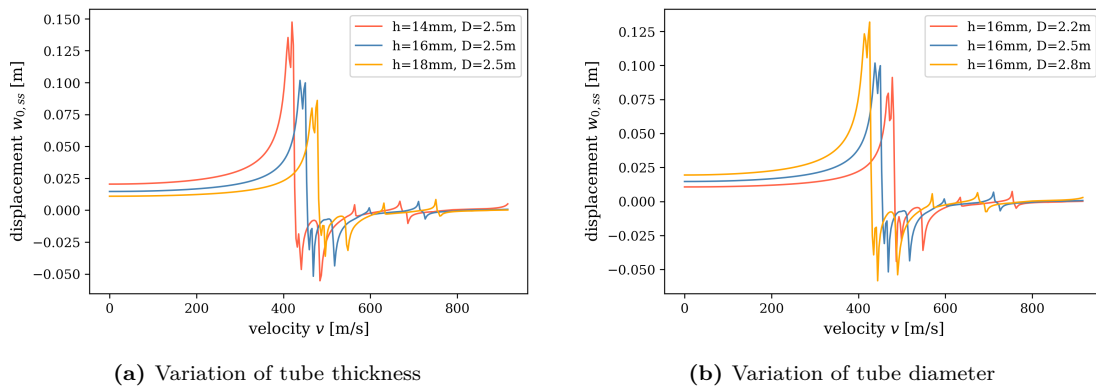 0.150
0.125
0.100
0.075
0.050
0.025
0.000
−0.025
−0.050
displacement w0,ss [m]
0
200
400
600
800
velocity v [m/s]
h=14mm, D=2.5m
h=16mm, D=2.5m
h=18mm, D=2.5m
(a) Variation of tube thickness
0.125
0.100
0.075
0.050
0.025
0.000
−0.025
−0.050
displacement w0,ss [m]
0
200
400
600
800
velocity v [m/s]
h=16mm, D=2.2m
h=16mm, D=2.5m
h=16mm, D=2.8m
(b) Variation of tube diameter